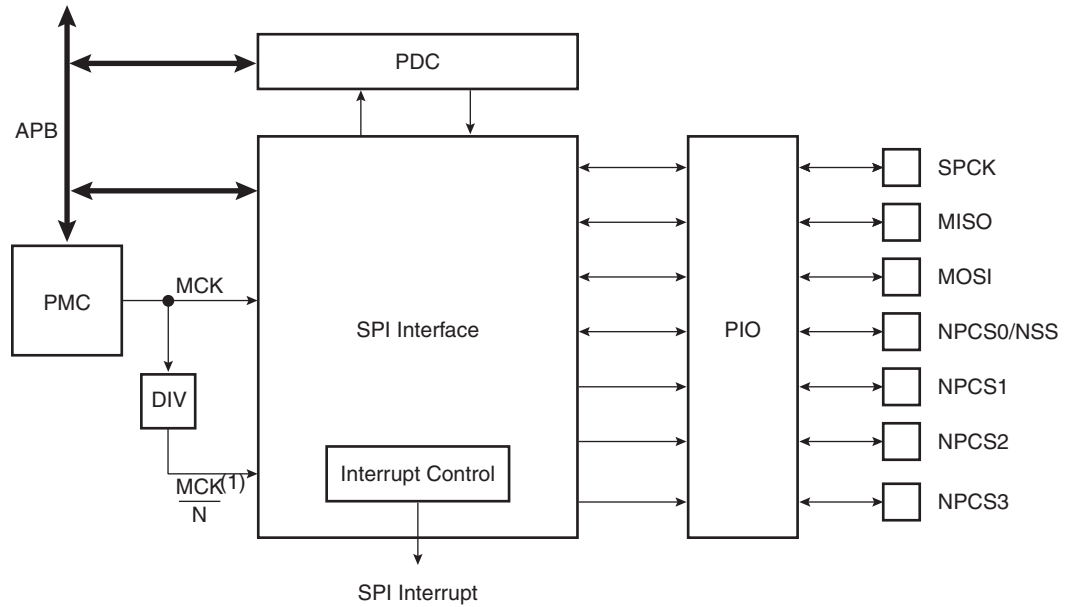 PDC
APB
SPCK
MISO
MOSI
PMC
MCK
SPI Interface
PIO
NPCS0/NSS
NPCS1
DIV
NPCS2
Interrupt Control
MCK(1)
N
NPCS3
SPI Interrupt